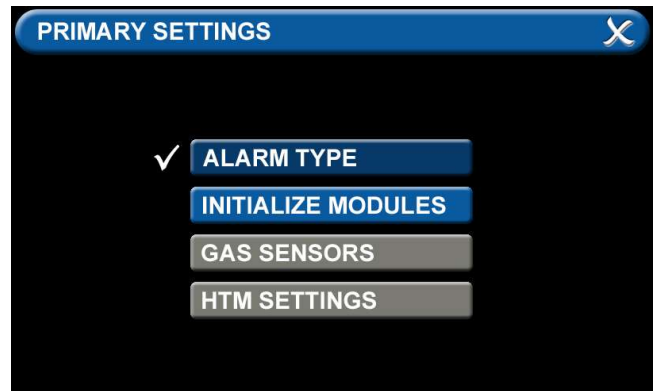 PRIMARY SETTINGS
ALARM TYPE
INITIALIZE MODULES
GAS SENSORS
HTM SETTINGS